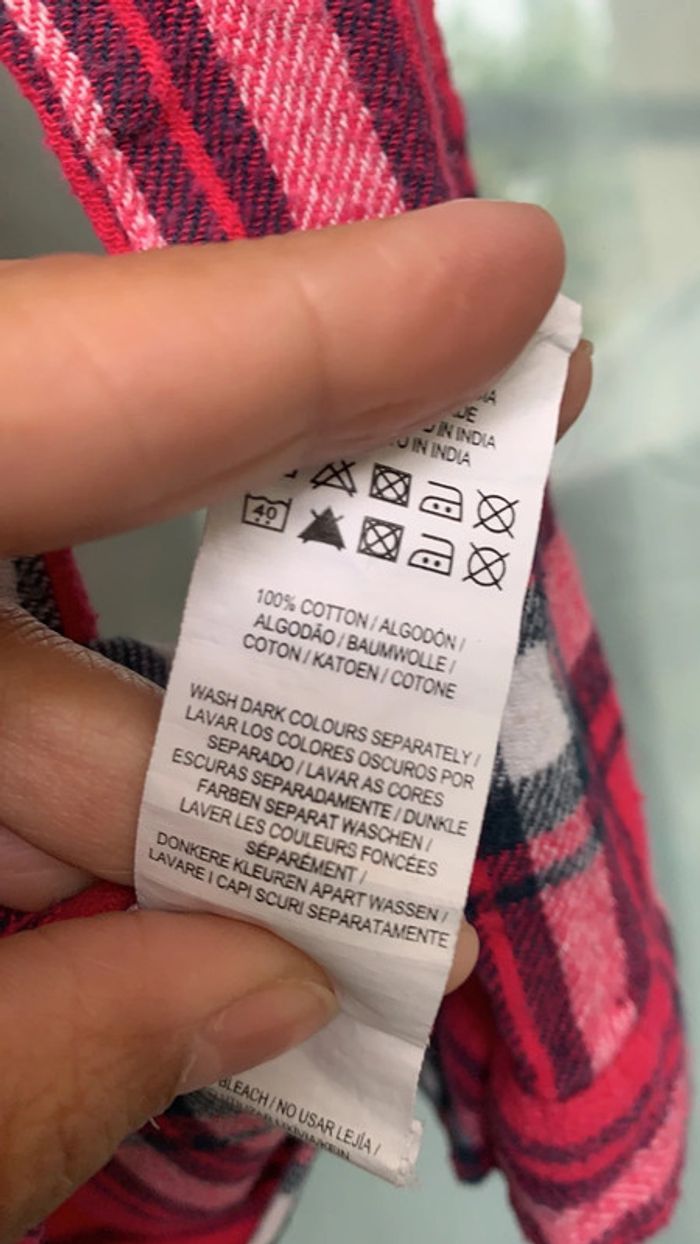 IN INDIA
IN INDIA
40
100% COTTON / ALGODÓN /
ALGODÃO / BAUMWOLLE /
COTON / KATOEN / COTONE
WASH DARK COLOURS SEPARATELY /
LAVAR LOS COLORES OSCUROS POR
SEPARADO / LAVAR AS CORES
ESCURAS SEPARADAMENTE / DUNKLE
FARBEN SEPARAT WASCHEN /
LAVER LES COULEURS FONCÉES
SÉPARÉMENT /
DONKERE KLEUREN APART WASSEN /
LAVARE I CAPI SCURI SEPARATAMENTE
BLEACH / NO USAR LEJÍA /